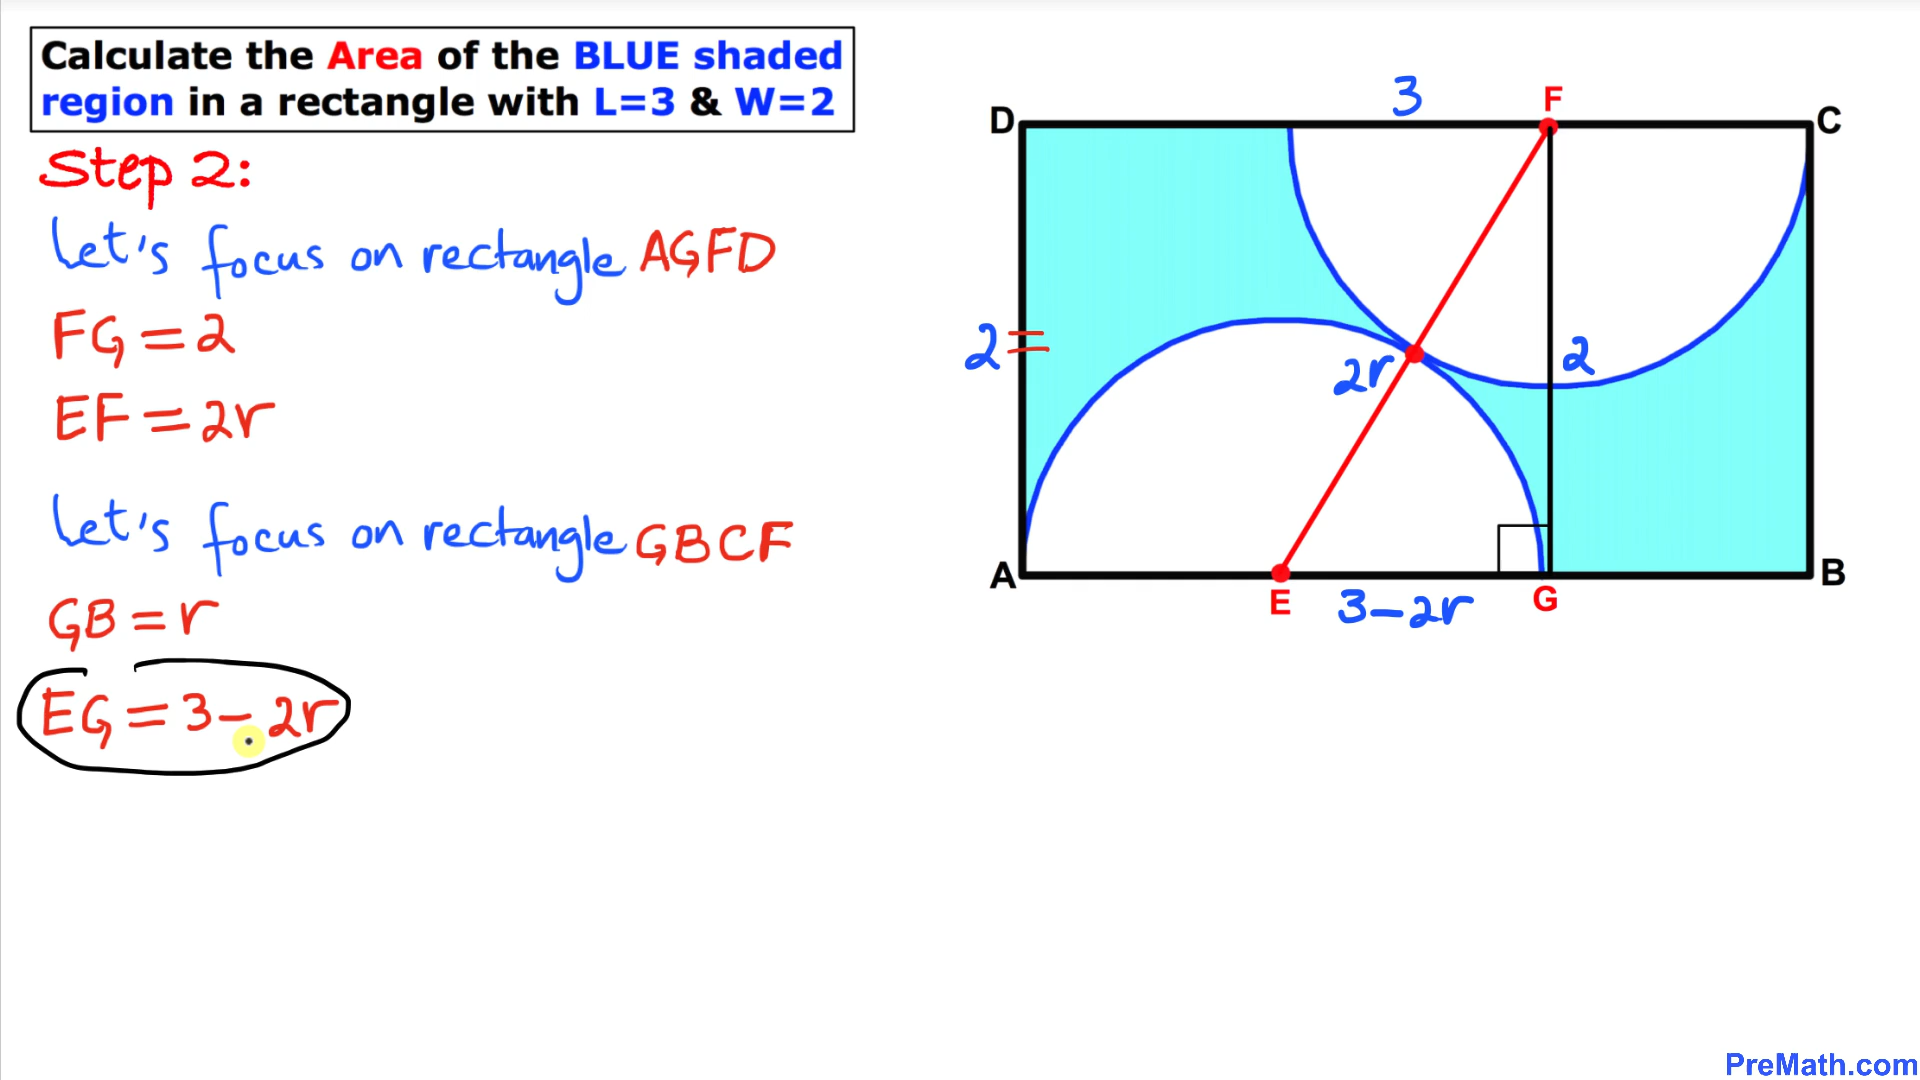 Calculate the Area of the BLUE shaded
region in a rectangle with L=3 & W=2
Step 2:
Let's focus on rectangle AGFD
FG = 2
EF = 2r
Let's focus on rectangle GBCF
GB = r
EG = 3 - 2r
3
D
F
C
2
2r
2
A
E
3-2r
G
B
PreMath.com